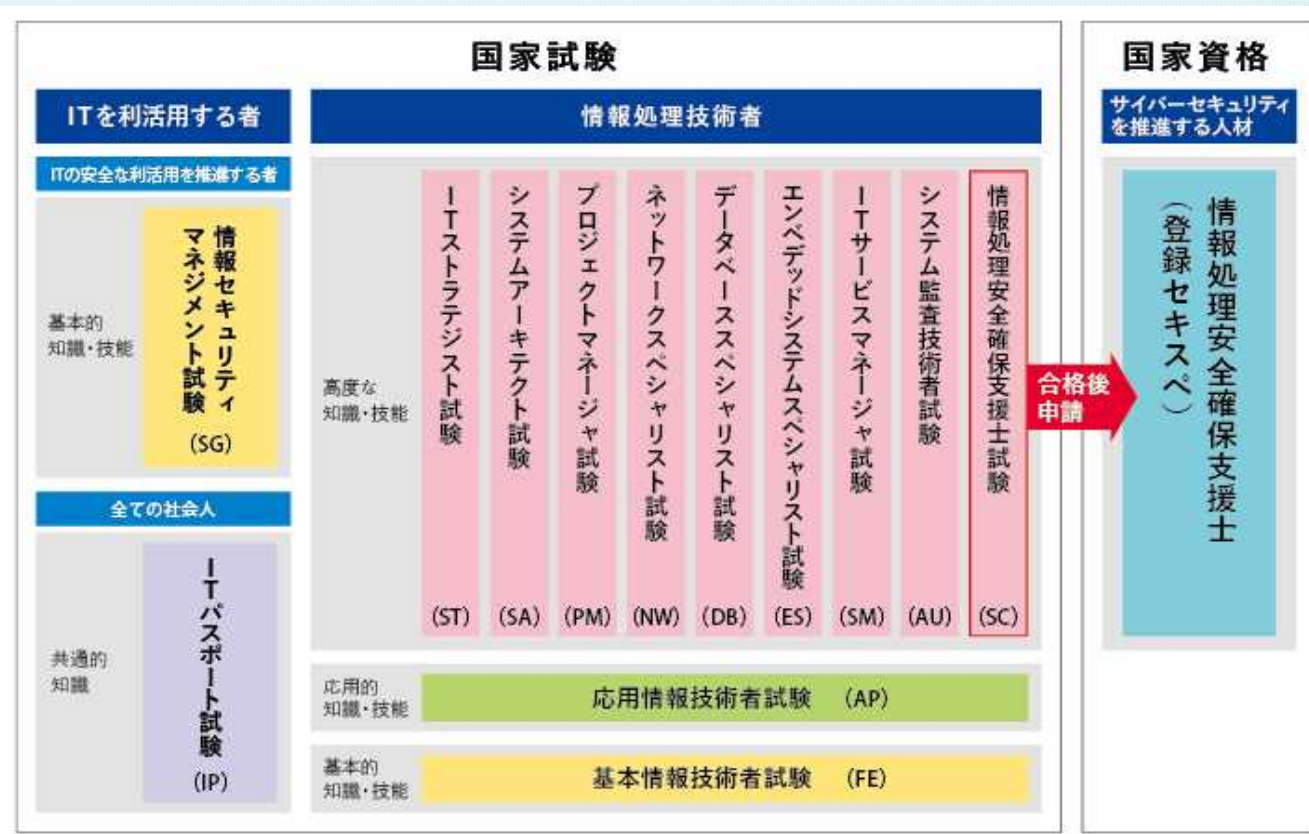 国家試験
ITを利活用する者
ITの安全な利活用を推進する者
基本的
知識・技能
情報セキュリティ
マネジメント試験
(SG)
全ての社会人
共通的
知識
ITパスポート試験
(IP)
情報処理技術者
高度な
知識・技能
ITストラテジスト試験
(ST)
システムアーキテクト試験
(SA)
プロジェクトマネージャ試験
(PM)
ネットワークスペシャリスト試験
(NW)
データベーススペシャリスト試験
(DB)
エンベデッドシステムスペシャリスト試験
(ES)
ITサービスマネージャ試験
(SM)
システム監査技術者試験
(AU)
情報処理安全確保支援士試験
(SC)
応用的
知識・技能
応用情報技術者試験 (AP)
基本的
知識・技能
基本情報技術者試験 (FE)
合格後
申請
国家資格
サイバーセキュリティ
を推進する人材
情報処理安全確保支援士
(登録セキスペ)